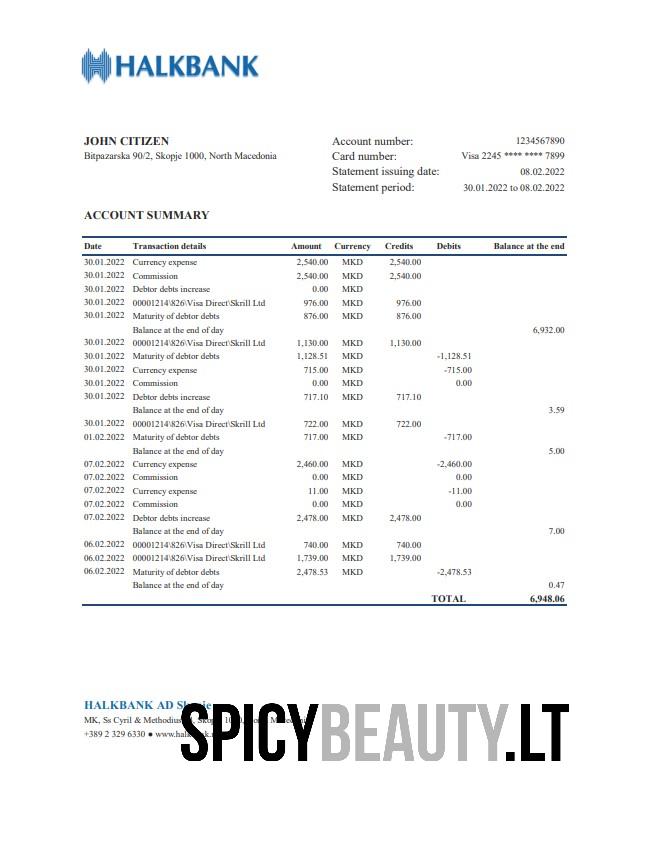 HALKBANK
JOHN CITIZEN
Bitpazarska 90/2, Skopje 1000, North Macedonia
Account number: 1234567890
Card number: Visa 2245 **** **** 7899
Statement issuing date: 08.02.2022
Statement period: 30.01.2022 to 08.02.2022
ACCOUNT SUMMARY
Date Transaction details Amount Currency Credits Debits Balance at the end
30.01.2022 Currency expense 2,540.00 MKD 2,540.00
30.01.2022 Commission 2,540.00 MKD 2,540.00
30.01.2022 Debtor debts increase 0.00 MKD
30.01.2022 00001214\826\Visa Direct\Skrill Ltd 976.00 MKD 976.00
30.01.2022 Maturity of debtor debts 876.00 MKD 876.00
Balance at the end of day 6,932.00
30.01.2022 00001214\826\Visa Direct\Skrill Ltd 1,130.00 MKD 1,130.00
30.01.2022 Maturity of debtor debts 1,128.51 MKD -1,128.51
30.01.2022 Currency expense 715.00 MKD -715.00
30.01.2022 Commission 0.00 MKD 0.00
30.01.2022 Debtor debts increase 717.10 MKD 717.10
Balance at the end of day 3.59
30.01.2022 00001214\826\Visa Direct\Skrill Ltd 722.00 MKD 722.00
01.02.2022 Maturity of debtor debts 717.00 MKD -717.00
Balance at the end of day 5.00
07.02.2022 Currency expense 2,460.00 MKD -2,460.00
07.02.2022 Commission 0.00 MKD 0.00
07.02.2022 Currency expense 11.00 MKD -11.00
07.02.2022 Commission 0.00 MKD 0.00
07.02.2022 Debtor debts increase 2,478.00 MKD 2,478.00
Balance at the end of day 7.00
06.02.2022 00001214\826\Visa Direct\Skrill Ltd 740.00 MKD 740.00
06.02.2022 00001214\826\Visa Direct\Skrill Ltd 1,739.00 MKD 1,739.00
06.02.2022 Maturity of debtor debts 2,478.53 MKD -2,478.53
Balance at the end of day 0.47
TOTAL 6,948.06
HALKBANK AD
MK, Ss Cyril & Methodius
+389 2 329 6330 ●
SPICYBEAUTY.LT